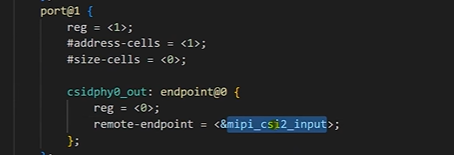 port@1 {
reg = <1>;
#address-cells = <1>;
#size-cells = <0>;
csidphy0_out: endpoint@0 {
reg = <0>;
remote-endpoint = <&mipi_csi2_input>;
};